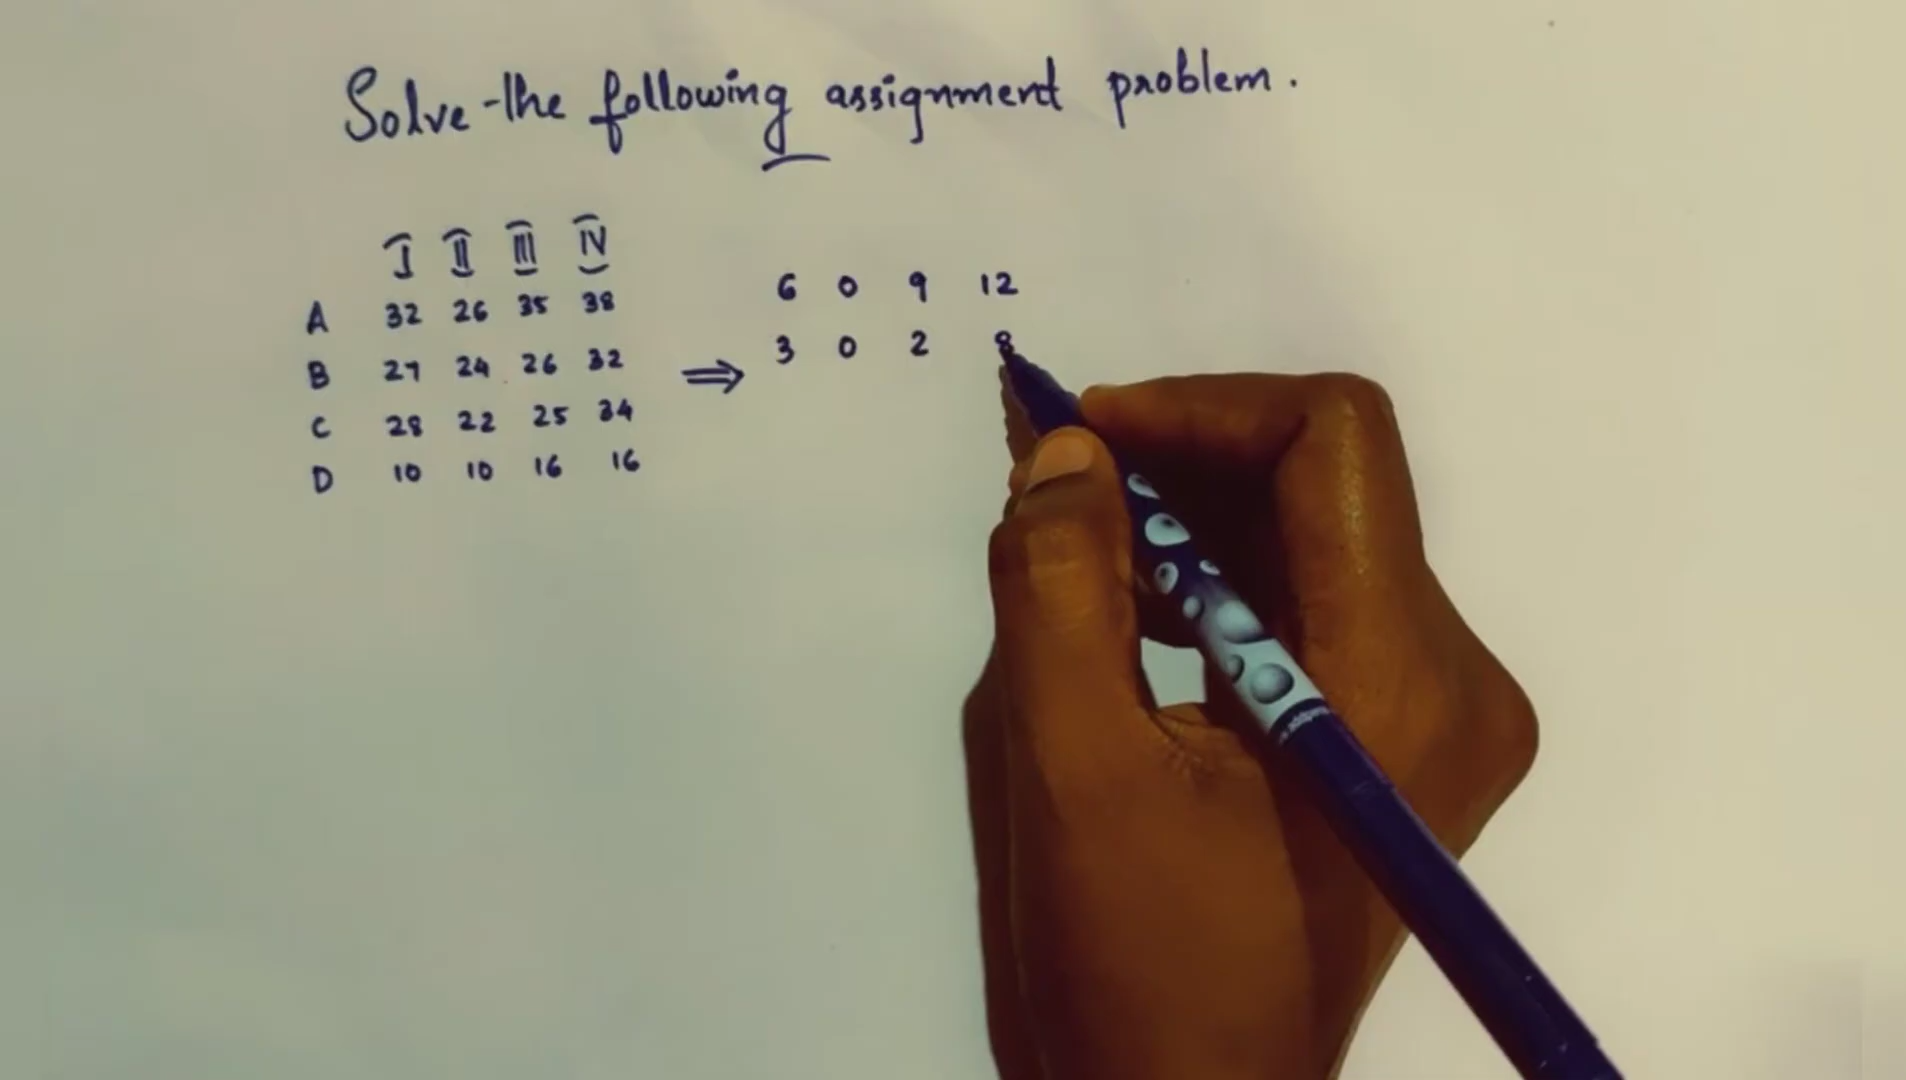 Solve the following assignment problem.
I II III IV
A 32 26 35 38
B 27 24 26 32
C 28 22 25 34
D 10 10 16 16
⇒
6 0 9 12
3 0 2 8